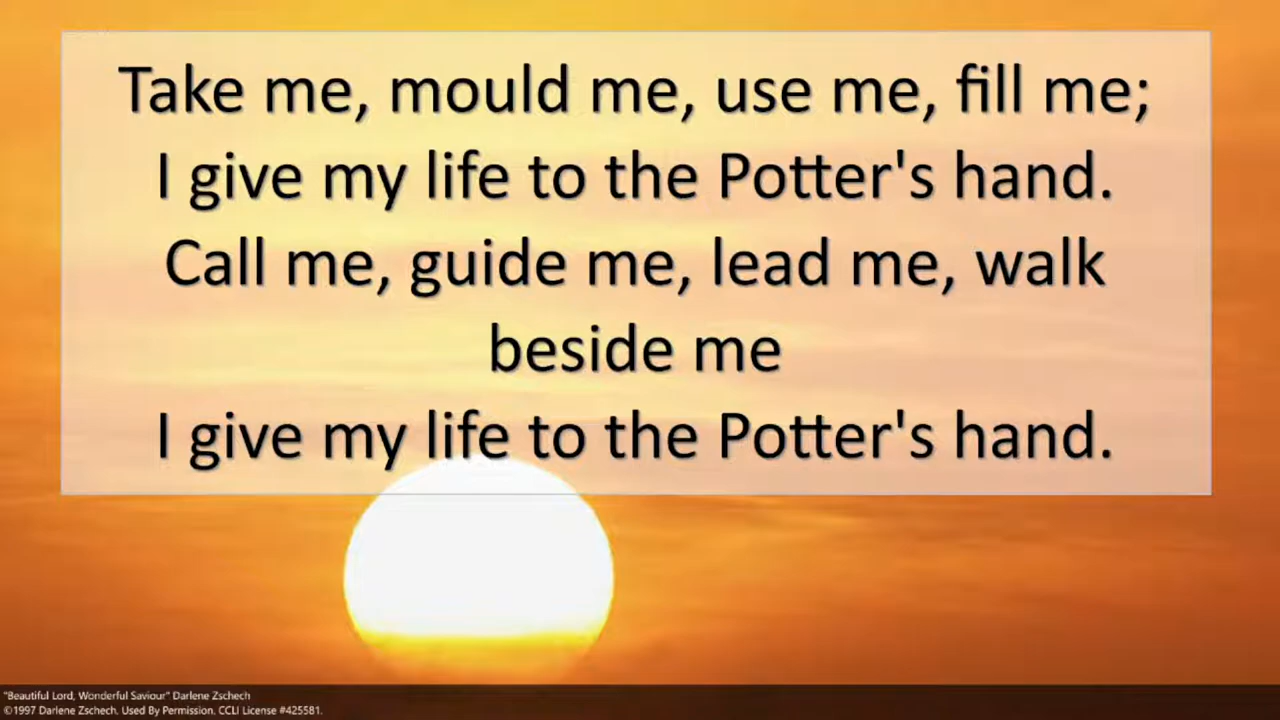 Take me, mould me, use me, fill me;
I give my life to the Potter's hand.
Call me, guide me, lead me, walk
beside me
I give my life to the Potter's hand.
"Beautiful Lord, Wonderful Saviour" Darlene Zschech
©1997 Darlene Zschech. Used By Permission. CCLI License #425581.